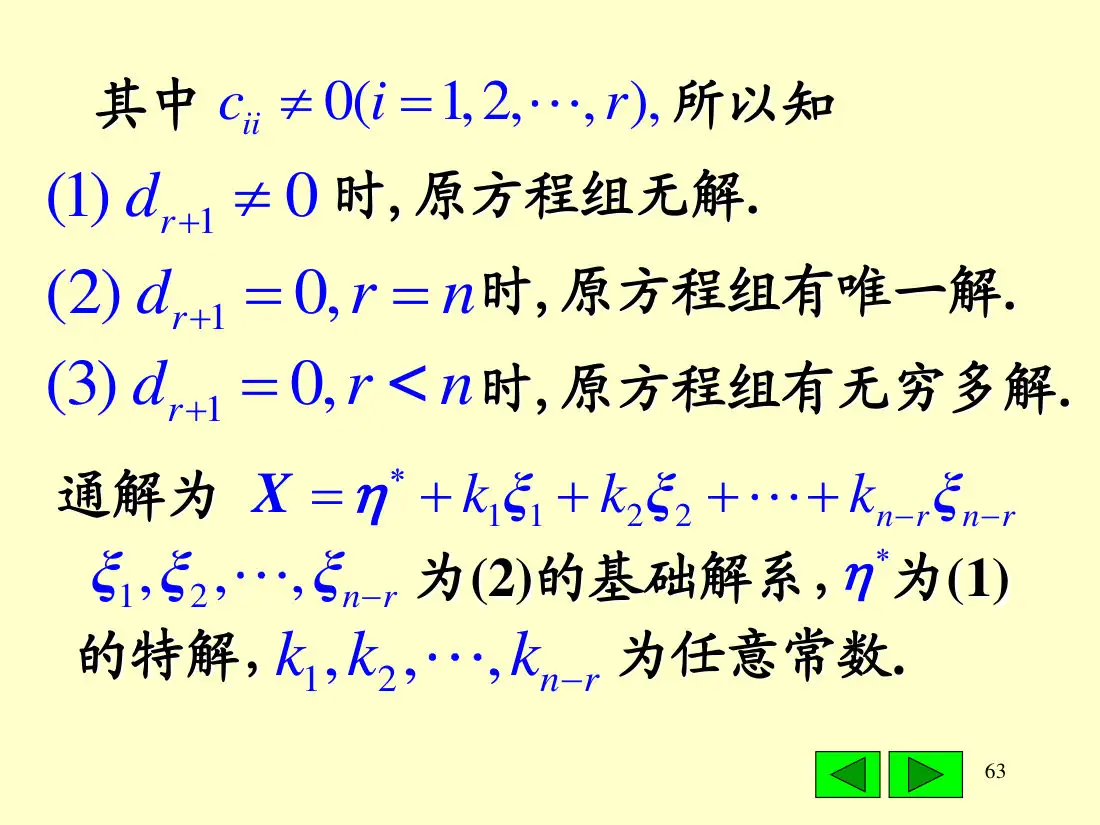 其中 c_{ii} ≠ 0(i = 1, 2, ⋯, r), 所以知
(1) d_{r+1} ≠ 0 时, 原方程组无解.
(2) d_{r+1} = 0, r = n 时, 原方程组有唯一解.
(3) d_{r+1} = 0, r < n 时, 原方程组有无穷多解.
通解为 X = η^* + k_1ξ_1 + k_2ξ_2 + ⋯ + k_{n−r}ξ_{n−r}
ξ_1, ξ_2, ⋯, ξ_{n−r} 为(2)的基础解系, η^*为(1)
的特解, k_1, k_2, ⋯, k_{n−r} 为任意常数.
63